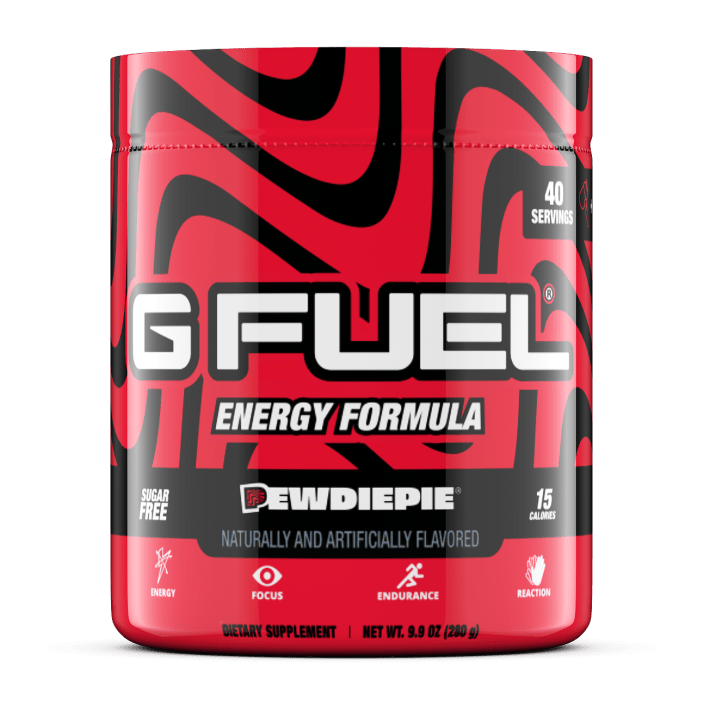 40
SERVINGS
G FUEL®
ENERGY FORMULA
SUGAR
FREE
PEWDIEPIE®
15
CALORIES
NATURALLY AND ARTIFICIALLY FLAVORED
ENERGY
FOCUS
ENDURANCE
REACTION
DIETARY SUPPLEMENT | NET WT. 9.9 OZ (280 g)